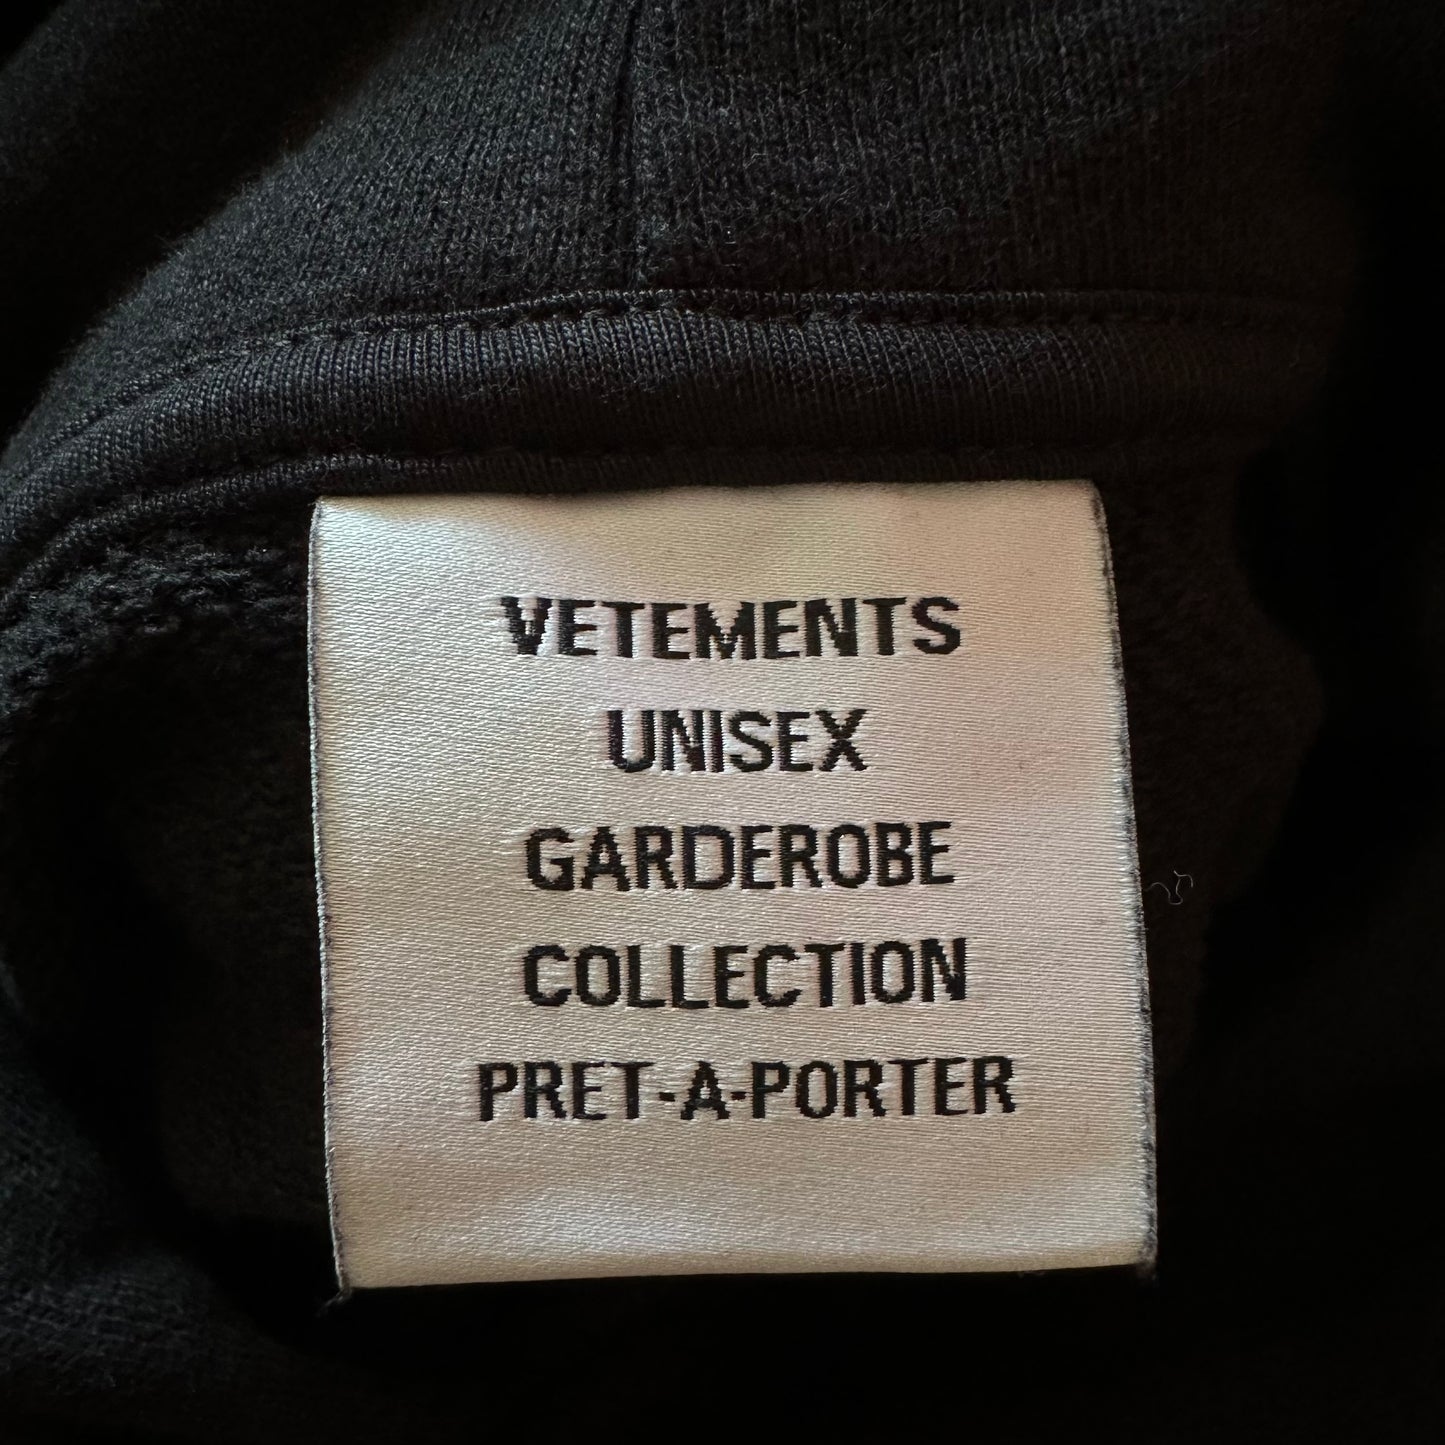 VETEMENTS
UNISEX
GARDEROBE
COLLECTION
PRET-A-PORTER